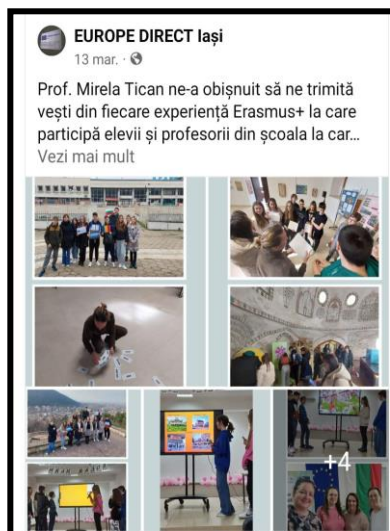 EUROPE DIRECT Iași
13 mar. ·
Prof. Mirela Tican ne-a obișnuit să ne trimită
vești din fiecare experiență Erasmus+ la care
participă elevii și profesorii din școala la car...
Vezi mai mult
+4